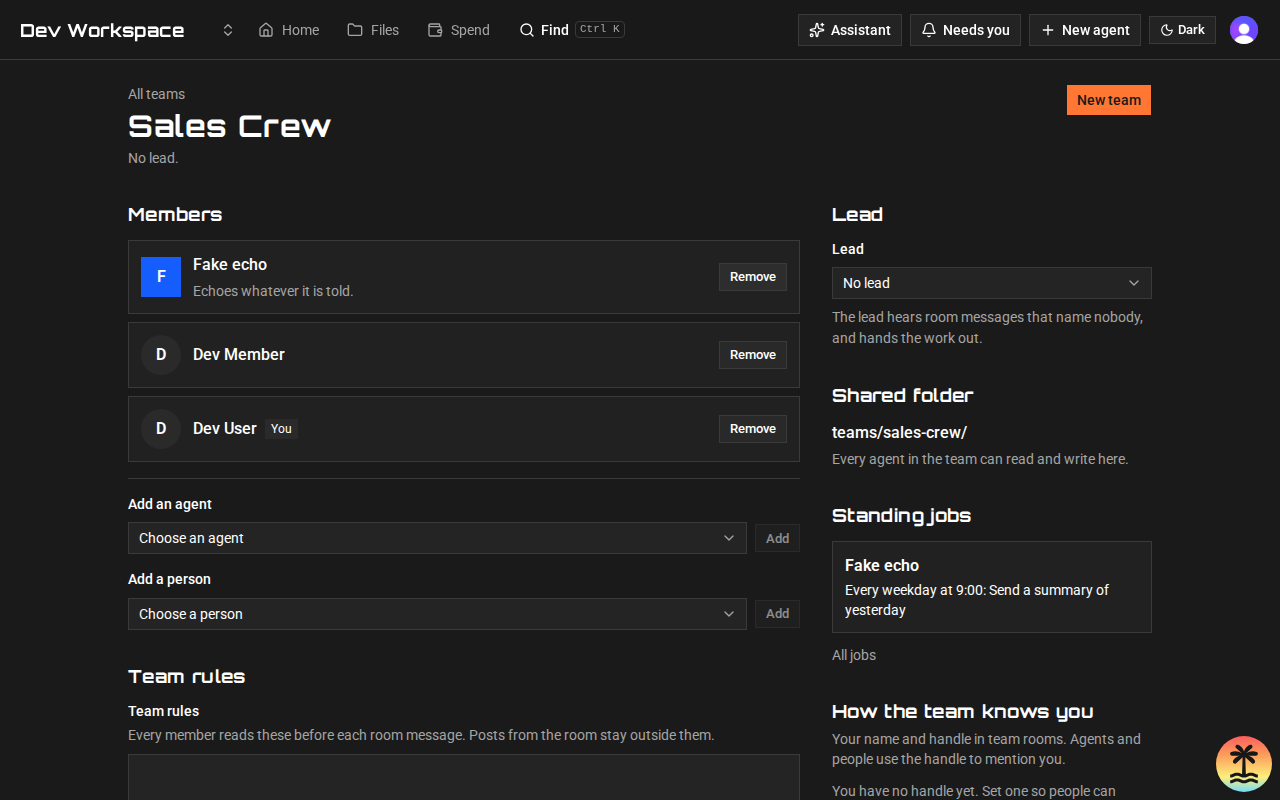 Dev Workspace
Home
Files
Spend
Find
Ctrl K
Assistant
Needs you
New agent
Dark
All teams
Sales Crew
No lead.
New team
Members
F
Fake echo
Echoes whatever it is told.
Remove
D
Dev Member
Remove
D
Dev User
You
Remove
Add an agent
Choose an agent
Add
Add a person
Choose a person
Add
Team rules
Team rules
Every member reads these before each room message. Posts from the room stay outside them.
Lead
Lead
No lead
The lead hears room messages that name nobody,
and hands the work out.
Shared folder
teams/sales-crew/
Every agent in the team can read and write here.
Standing jobs
Fake echo
Every weekday at 9:00: Send a summary of
yesterday
All jobs
How the team knows you
Your name and handle in team rooms. Agents and
people use the handle to mention you.
You have no handle yet. Set one so people can